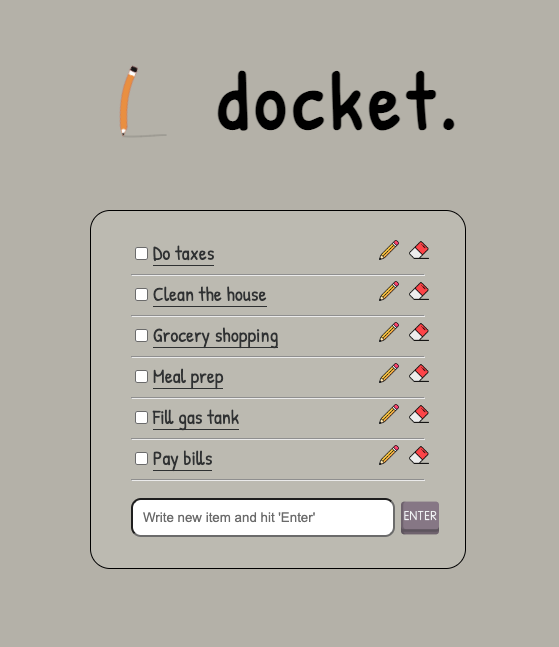 docket.
Do taxes
Clean the house
Grocery shopping
Meal prep
Fill gas tank
Pay bills
Write new item and hit 'Enter'
ENTER